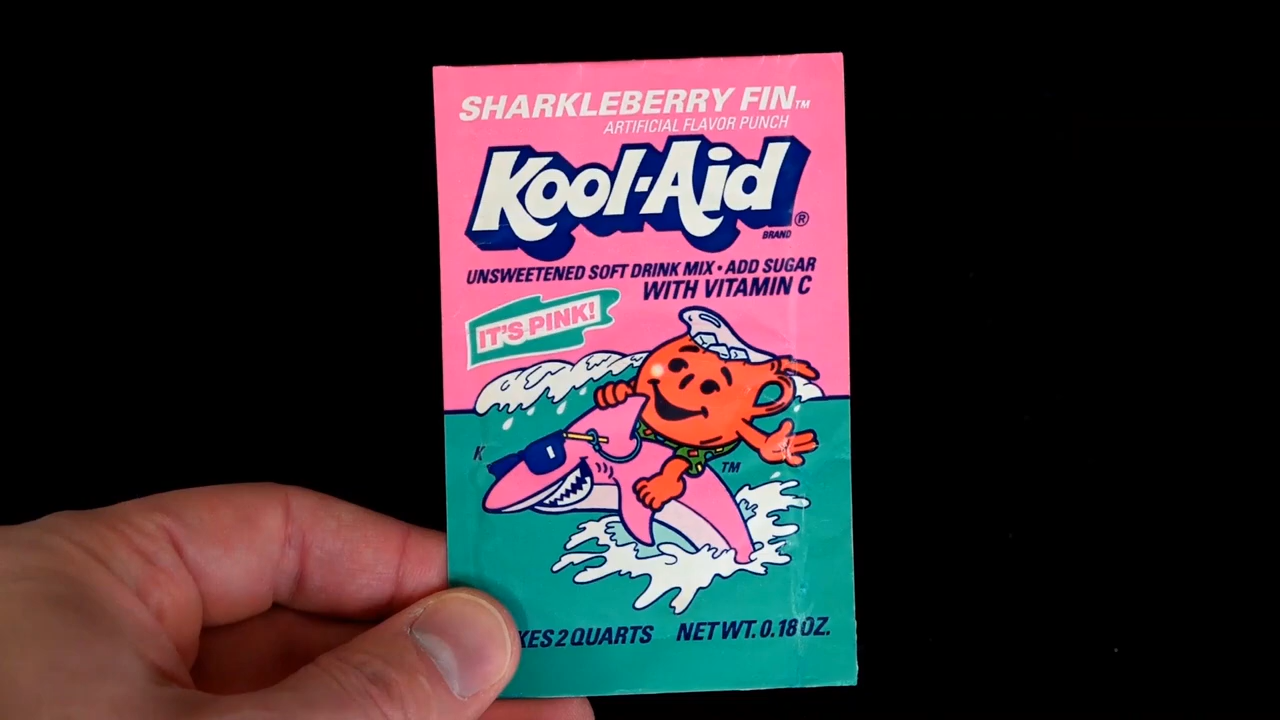 SHARKLEBERRY FIN™
ARTIFICIAL FLAVOR PUNCH
Kool-Aid®
BRAND
UNSWEETENED SOFT DRINK MIX • ADD SUGAR
WITH VITAMIN C
IT'S PINK!
K
TM
2 QUARTS NET WT. 0.18 OZ.